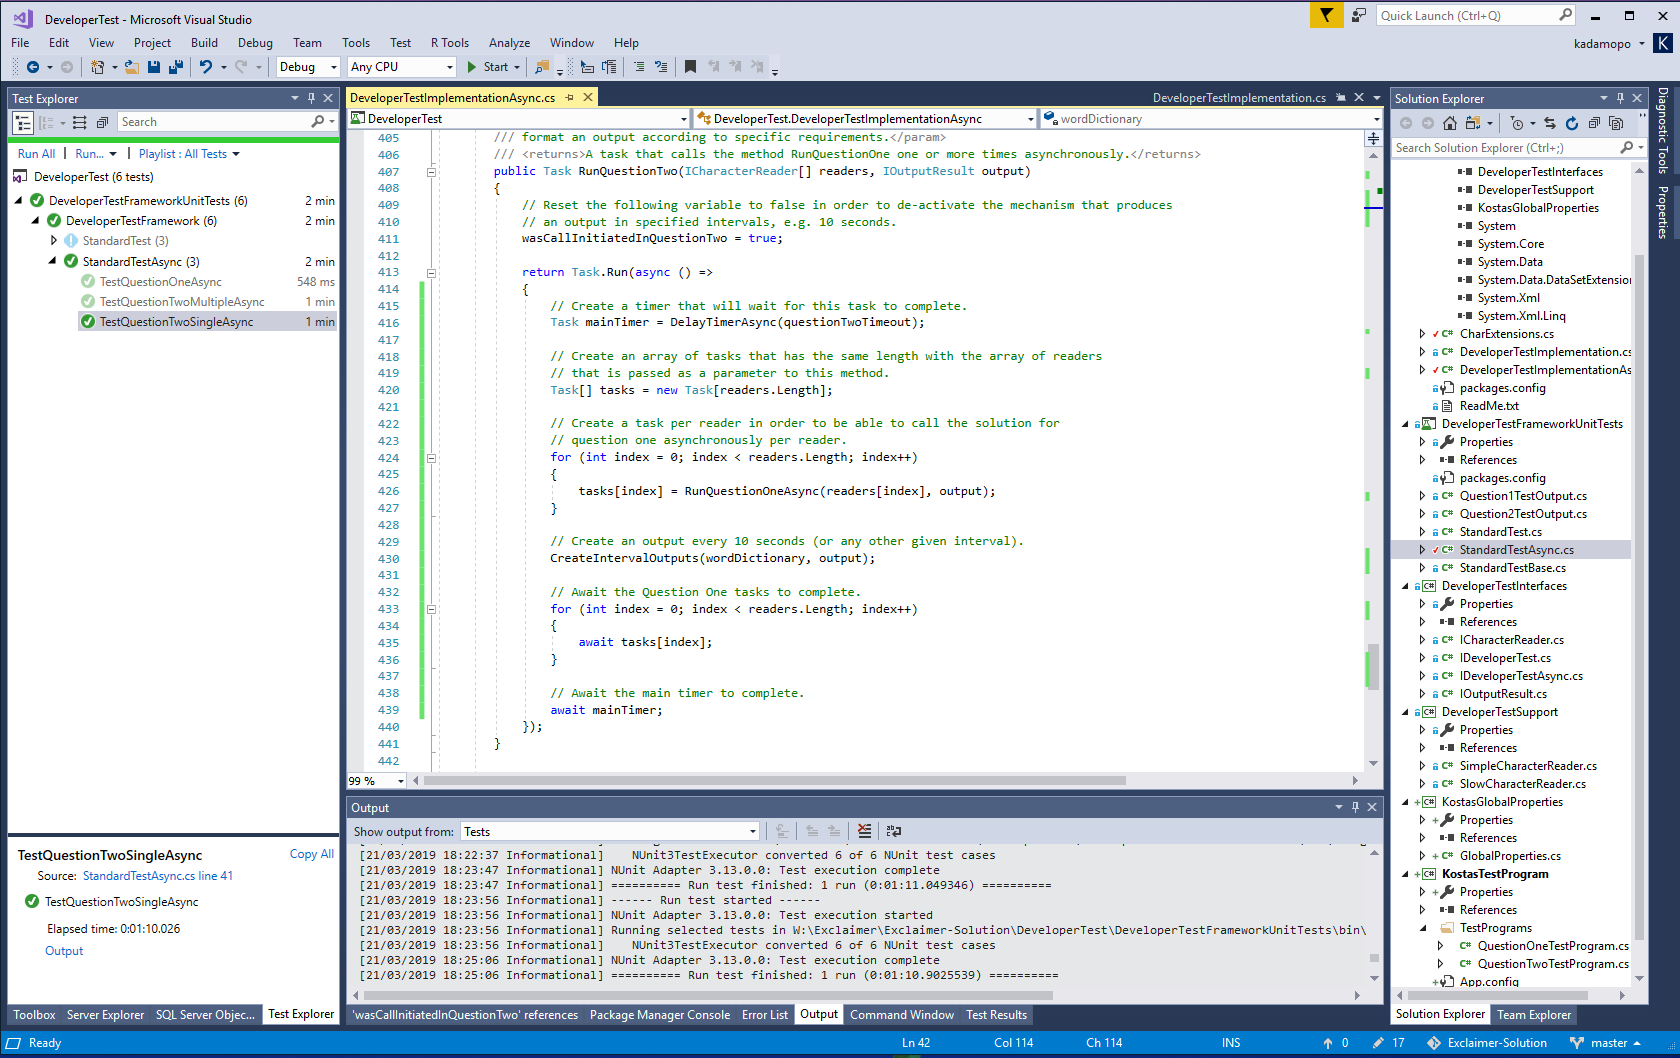 DeveloperTest - Microsoft Visual Studio
Quick Launch (Ctrl+Q)
File Edit View Project Build Debug Team Tools Test R Tools Analyze Window Help
kadamopo K
Debug Any CPU Start
Test Explorer
Search
Run All | Run... | Playlist : All Tests
DeveloperTest (6 tests)
DeveloperTestFrameworkUnitTests (6) 2 min
DeveloperTestFramework (6) 2 min
StandardTest (3)
StandardTestAsync (3) 2 min
TestQuestionOneAsync 548 ms
TestQuestionTwoMultipleAsync 1 min
TestQuestionTwoSingleAsync 1 min
TestQuestionTwoSingleAsync Copy All
Source: StandardTestAsync.cs line 41
TestQuestionTwoSingleAsync
Elapsed time: 0:01:10.026
Output
Toolbox Server Explorer SQL Server Objec... Test Explorer
DeveloperTestImplementationAsync.cs DeveloperTestImplementation.cs
DeveloperTest DeveloperTest.DeveloperTestImplementationAsync wordDictionary
405 /// format an output according to specific requirements.</param>
406 /// <returns>A task that calls the method RunQuestionOne one or more times asynchronously.</returns>
407 public Task RunQuestionTwo(ICharacterReader[] readers, IOutputResult output)
408 {
409 // Reset the following variable to false in order to de-activate the mechanism that produces
410 // an output in specified intervals, e.g. 10 seconds.
411 wasCallInitiatedInQuestionTwo = true;
412
413 return Task.Run(async () =>
414 {
415 // Create a timer that will wait for this task to complete.
416 Task mainTimer = DelayTimerAsync(questionTwoTimeout);
417
418 // Create an array of tasks that has the same length with the array of readers
419 // that is passed as a parameter to this method.
420 Task[] tasks = new Task[readers.Length];
421
422 // Create a task per reader in order to be able to call the solution for
423 // question one asynchronously per reader.
424 for (int index = 0; index < readers.Length; index++)
425 {
426 tasks[index] = RunQuestionOneAsync(readers[index], output);
427 }
428
429 // Create an output every 10 seconds (or any other given interval).
430 CreateIntervalOutputs(wordDictionary, output);
431
432 // Await the Question One tasks to complete.
433 for (int index = 0; index < readers.Length; index++)
434 {
435 await tasks[index];
436 }
437
438 // Await the main timer to complete.
439 await mainTimer;
440 });
441 }
442
99 %
Output
Show output from: Tests
[21/03/2019 18:22:37 Informational] NUnit3TestExecutor converted 6 of 6 NUnit test cases
[21/03/2019 18:23:47 Informational] NUnit Adapter 3.13.0.0: Test execution complete
[21/03/2019 18:23:47 Informational] ========== Run test finished: 1 run (0:01:11.049346) ==========
[21/03/2019 18:23:56 Informational] ------ Run test started ------
[21/03/2019 18:23:56 Informational] NUnit Adapter 3.13.0.0: Test execution started
[21/03/2019 18:23:56 Informational] Running selected tests in W:\Exclaimer\Exclaimer-Solution\DeveloperTest\DeveloperTestFrameworkUnitTests\bin\
[21/03/2019 18:23:56 Informational] NUnit3TestExecutor converted 6 of 6 NUnit test cases
[21/03/2019 18:25:06 Informational] NUnit Adapter 3.13.0.0: Test execution complete
[21/03/2019 18:25:06 Informational] ========== Run test finished: 1 run (0:01:10.9025539) ==========
'wasCallInitiatedInQuestionTwo' references Package Manager Console Error List Output Command Window Test Results
Solution Explorer
Search Solution Explorer (Ctrl+;)
DeveloperTestInterfaces
DeveloperTestSupport
KostasGlobalProperties
System
System.Core
System.Data
System.Data.DataSetExtension
System.Xml
System.Xml.Linq
C# CharExtensions.cs
C# DeveloperTestImplementation.cs
C# DeveloperTestImplementationAs
packages.config
ReadMe.txt
DeveloperTestFrameworkUnitTests
Properties
References
packages.config
C# Question1TestOutput.cs
C# Question2TestOutput.cs
C# StandardTest.cs
C# StandardTestAsync.cs
C# StandardTestBase.cs
C# DeveloperTestInterfaces
Properties
References
C# ICharacterReader.cs
C# IDeveloperTest.cs
C# IDeveloperTestAsync.cs
C# IOutputResult.cs
C# DeveloperTestSupport
Properties
References
C# SimpleCharacterReader.cs
C# SlowCharacterReader.cs
C# KostasGlobalProperties
Properties
References
C# GlobalProperties.cs
C# KostasTestProgram
Properties
References
TestPrograms
C# QuestionOneTestProgram.cs
C# QuestionTwoTestProgram.cs
App.config
Solution Explorer Team Explorer
Diagnostic Tools
Properties
Ready Ln 42 Col 114 Ch 114 INS 0 17 Exclaimer-Solution master